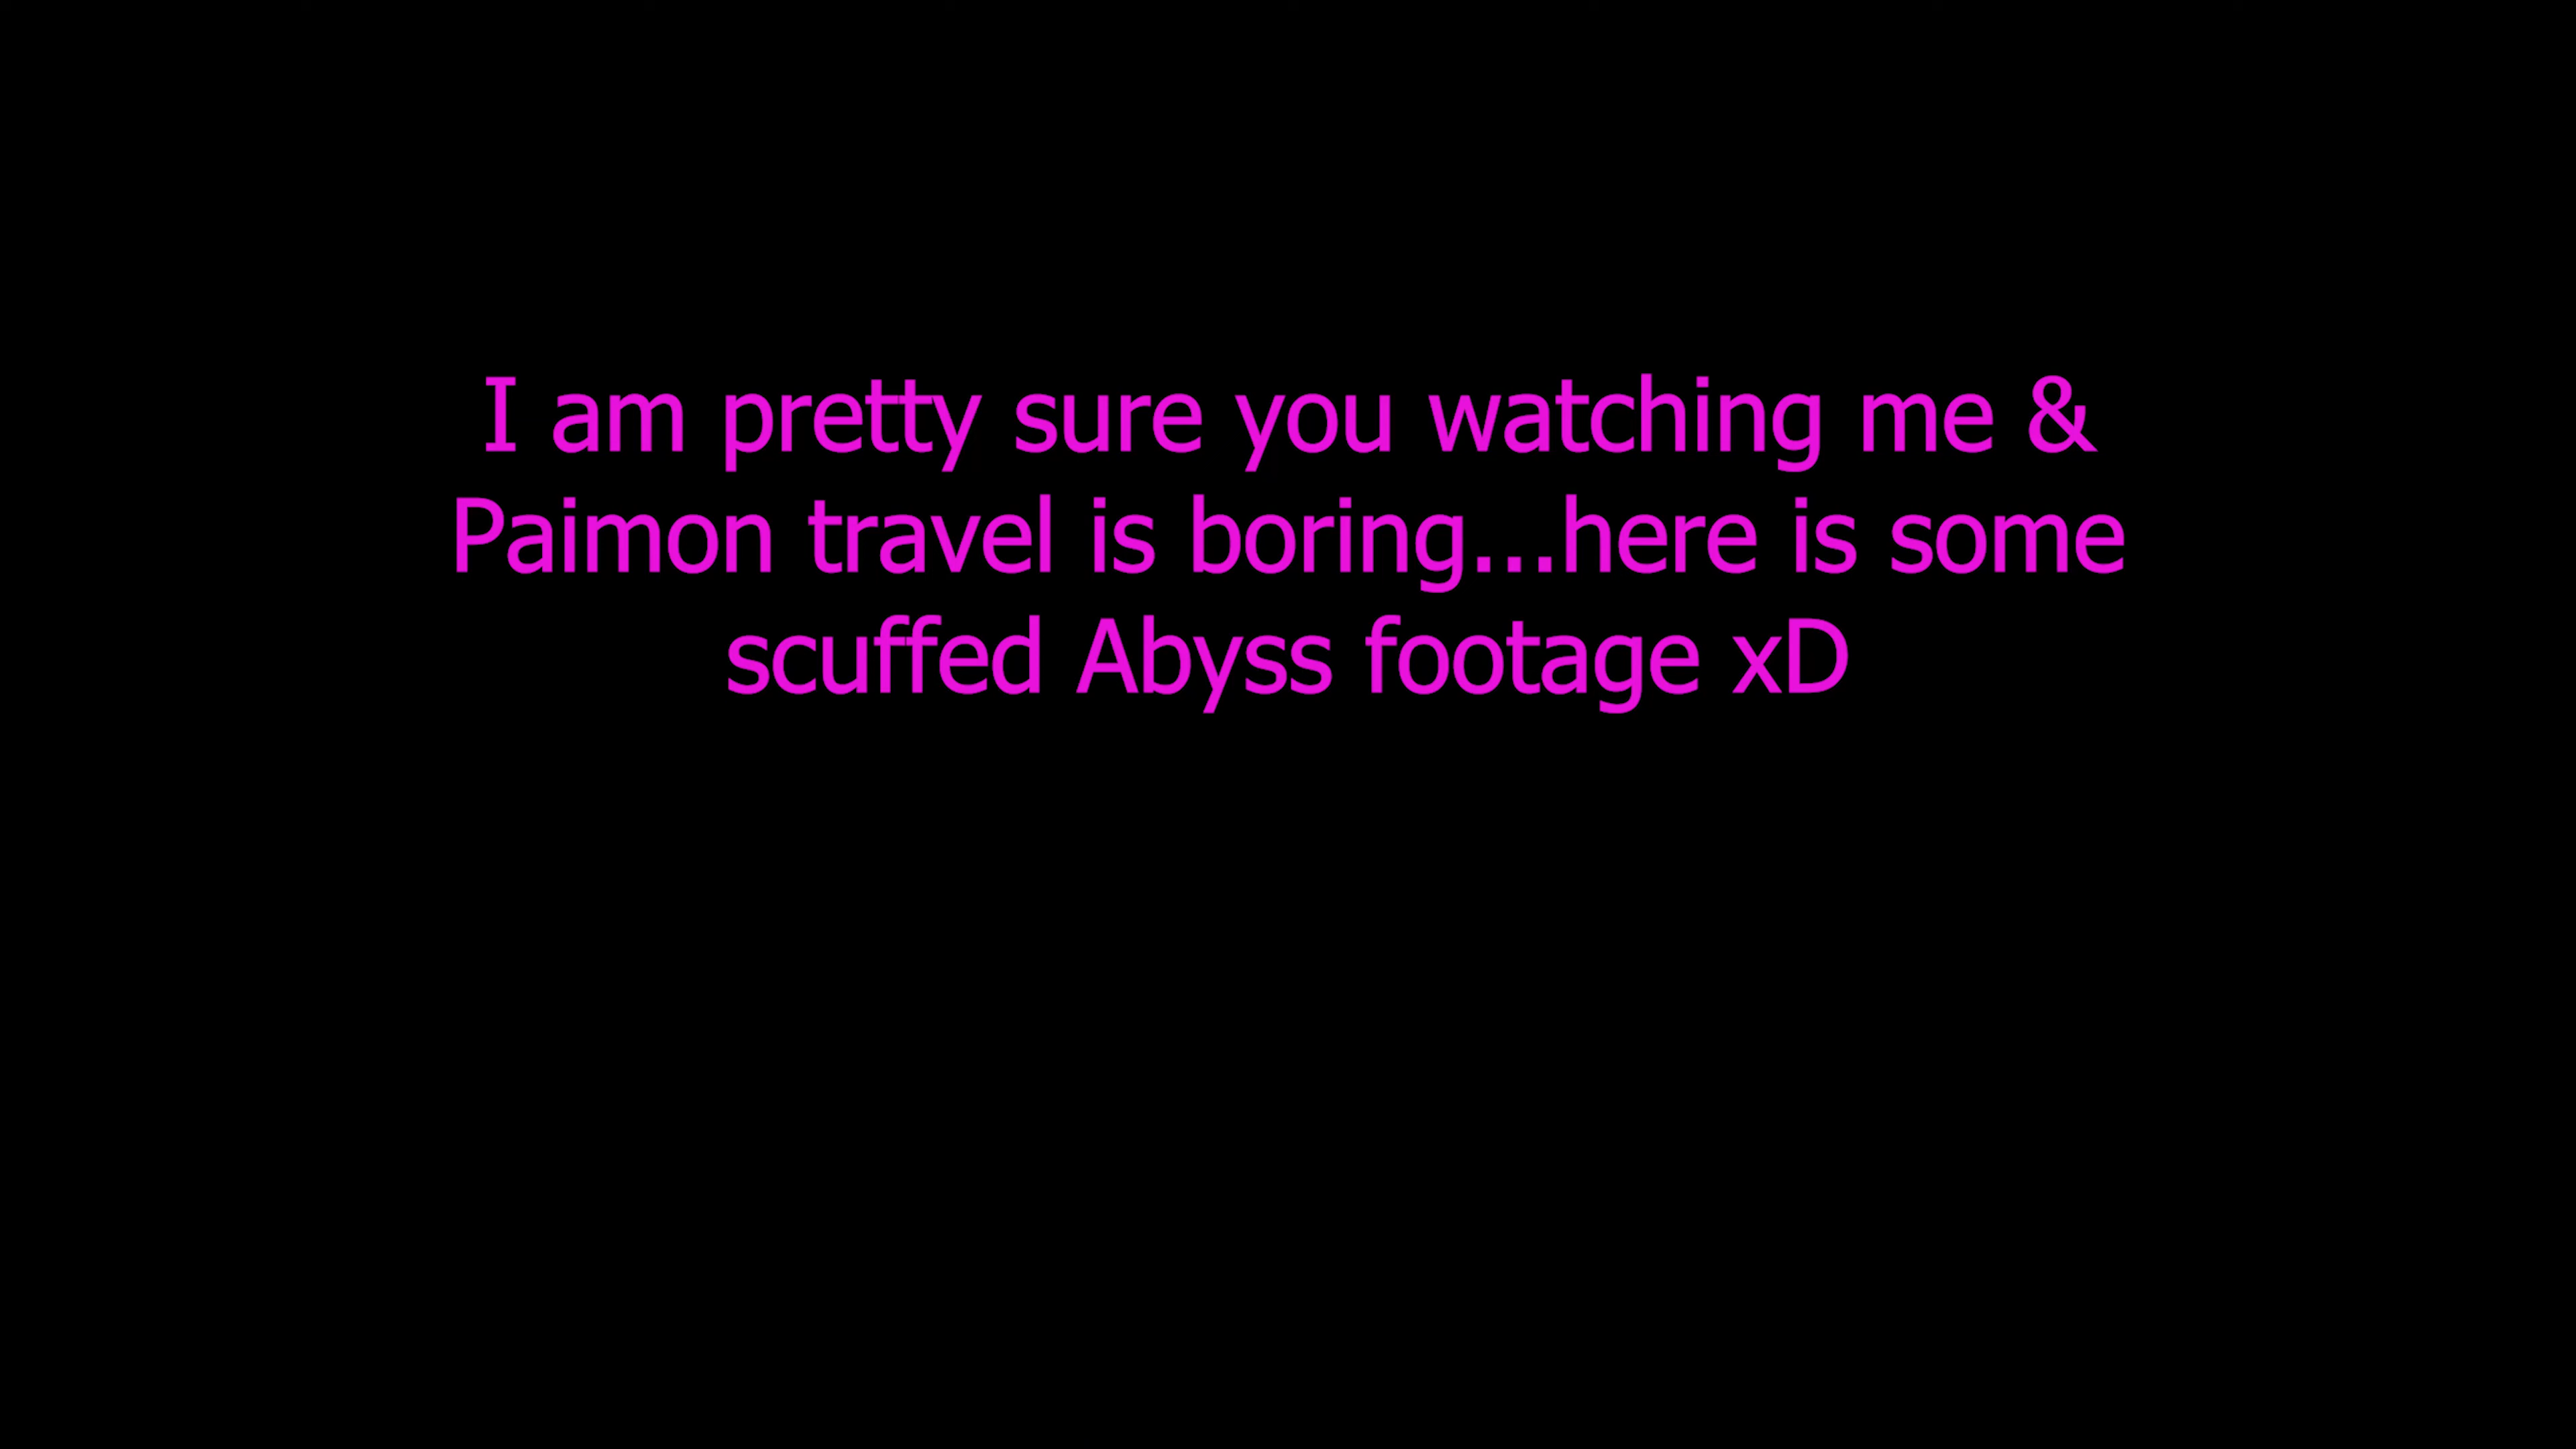 I am pretty sure you watching me &
Paimon travel is boring...here is some
scuffed Abyss footage xD